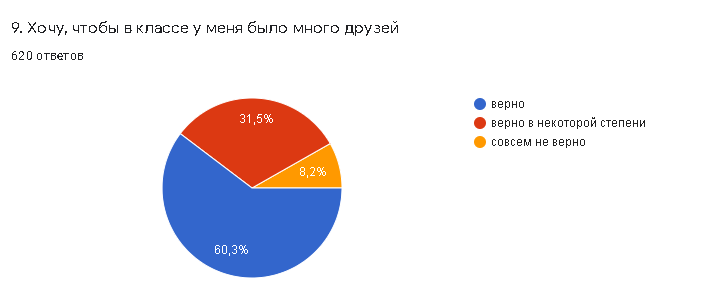 9. Хочу, чтобы в классе у меня было много друзей
620 ответов
верно
верно в некоторой степени
совсем не верно
31,5%
8,2%
60,3%